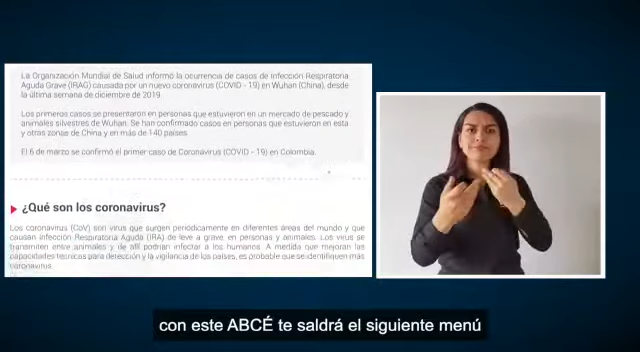 La Organización Mundial de Salud informó la ocurrencia de casos de Infección Respiratoria
Aguda Grave (IRAG) causada por un nuevo coronavirus (COVID - 19) en Wuhan (China), desde
la última semana de diciembre de 2019.
Los primeros casos se presentaron en personas que estuvieron en un mercado de pescado y
animales silvestres de Wuhan. Se han confirmado casos en personas que estuvieron en esta
y otras zonas de China y en más de 140 países.
El 6 de marzo se confirmó el primer caso de Coronavirus (COVID - 19) en Colombia.
¿Qué son los coronavirus?
Los coronavirus (CoV) son virus que surgen periódicamente en diferentes áreas del mundo y que
causan Infección Respiratoria Aguda (IRA) de leve a grave, en personas y animales. Los virus se
transmiten entre animales y de allí podrían infectar a los humanos. A medida que mejoran las
capacidades técnicas para detección y la vigilancia de los países, es probable que se identifiquen más
coronavirus.
con este ABCÉ te saldrá el siguiente menú